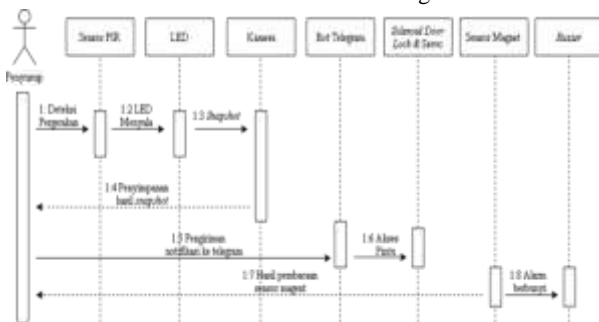 Sensor PIR
LED
Kamera
Bot Telegram
Solenoid Door
Lock & Servo
Sensor Magnet
Buzzer
1: Deteksi
Pergerakan
1.2 LED
Menyala
1.3 Snapshot
1.4 Penyimpanan
hasil snapshot
1.5 Pengiriman
notifikasi ke telegram
1.6 Akses
Pintu
1.7 Hasil pembacaan
sensor magnet
1.8 Alarm
berbunyi